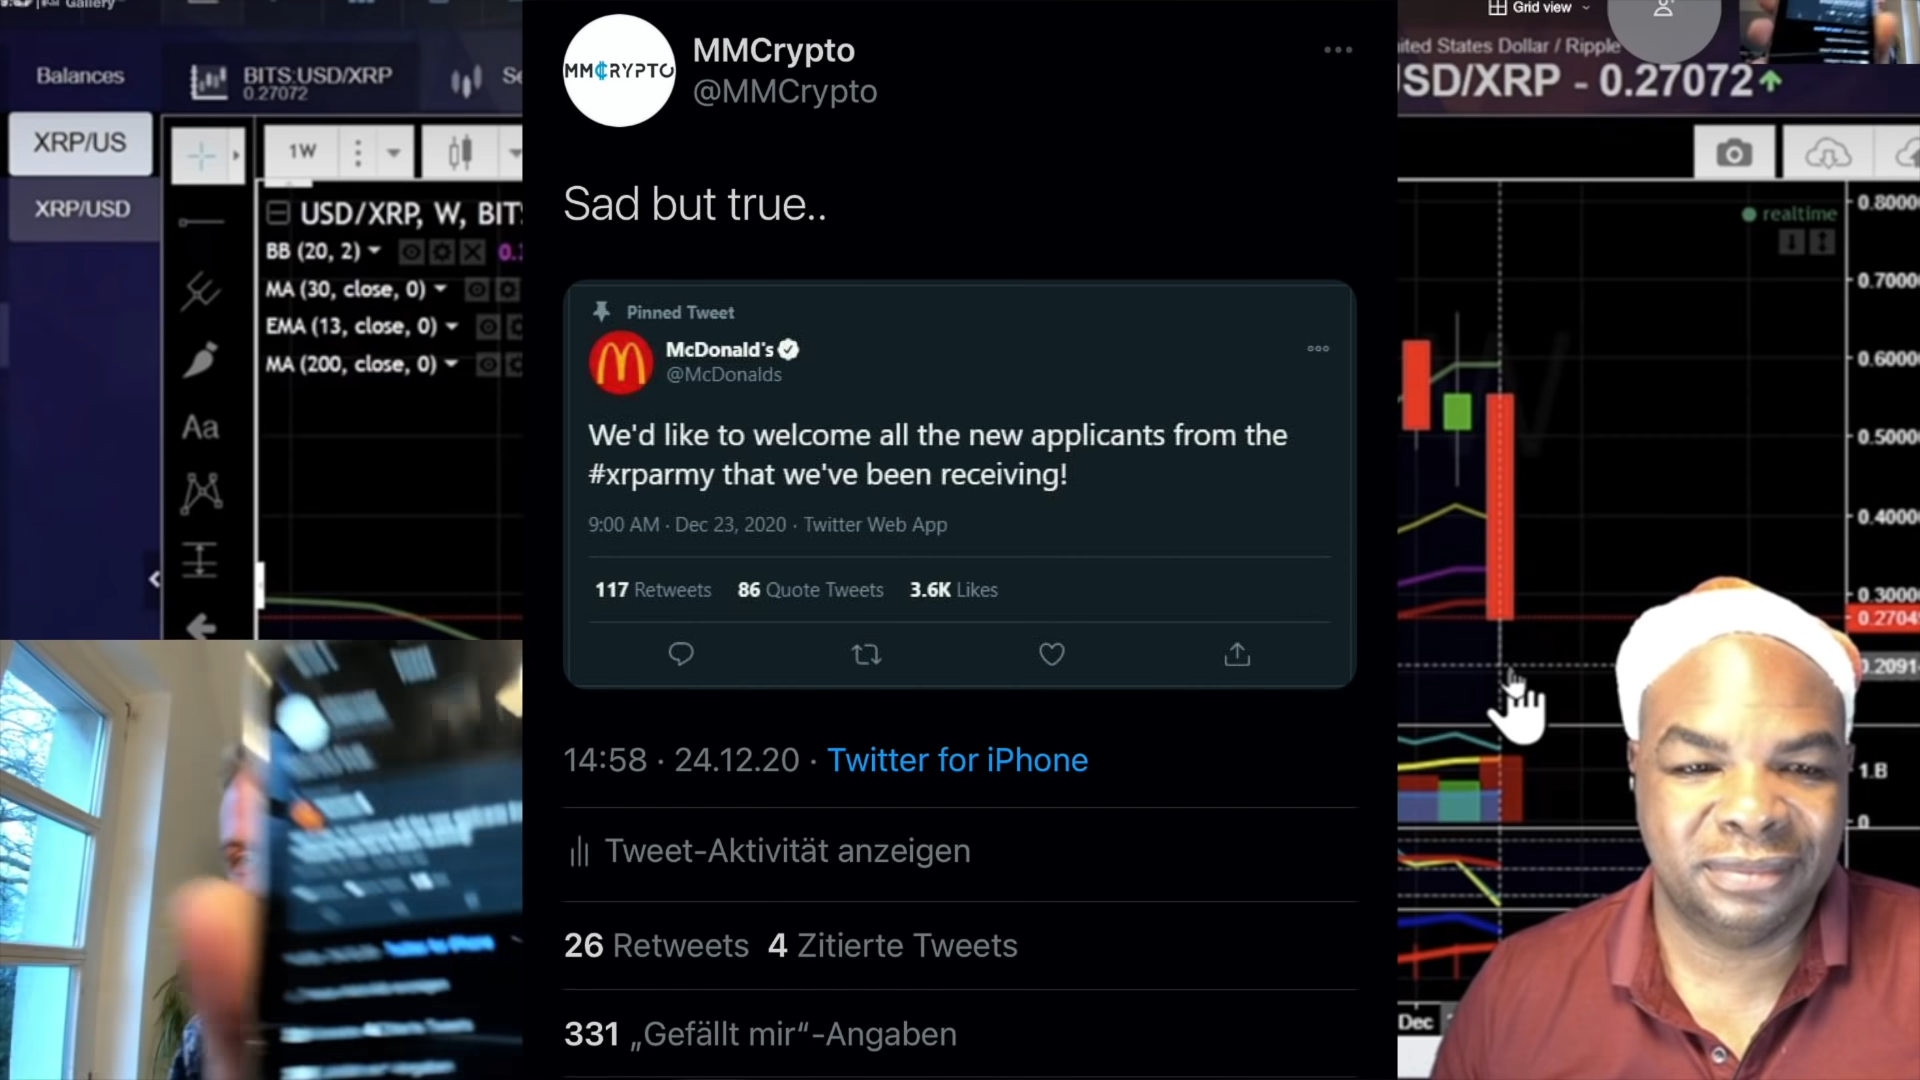 Gallery
Balances
BITS:USD/XRP
0.27072
XRP/US
XRP/USD
1W
USD/XRP, W, BIT
BB (20, 2)
MA (30, close, 0)
EMA (13, close, 0)
MA (200, close, 0)
Aa
MMCRYPTO
MMCrypto
@MMCrypto
Sad but true..
Pinned Tweet
McDonald's
@McDonalds
We'd like to welcome all the new applicants from the
#xrparmy that we've been receiving!
9:00 AM · Dec 23, 2020 · Twitter Web App
117 Retweets 86 Quote Tweets 3.6K Likes
14:58 · 24.12.20 · Twitter for iPhone
Tweet-Aktivität anzeigen
26 Retweets 4 Zitierte Tweets
331 „Gefällt mir“-Angaben
Grid view
ited States Dollar / Ripple
SD/XRP - 0.27072
realtime
0.8000
0.7000
0.6000
0.5000
0.4000
0.3000
0.2704
0.2091
1.B
0
Dec